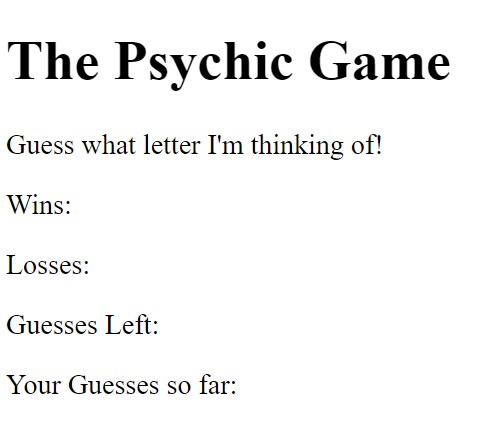 The Psychic Game
Guess what letter I'm thinking of!
Wins:
Losses:
Guesses Left:
Your Guesses so far: